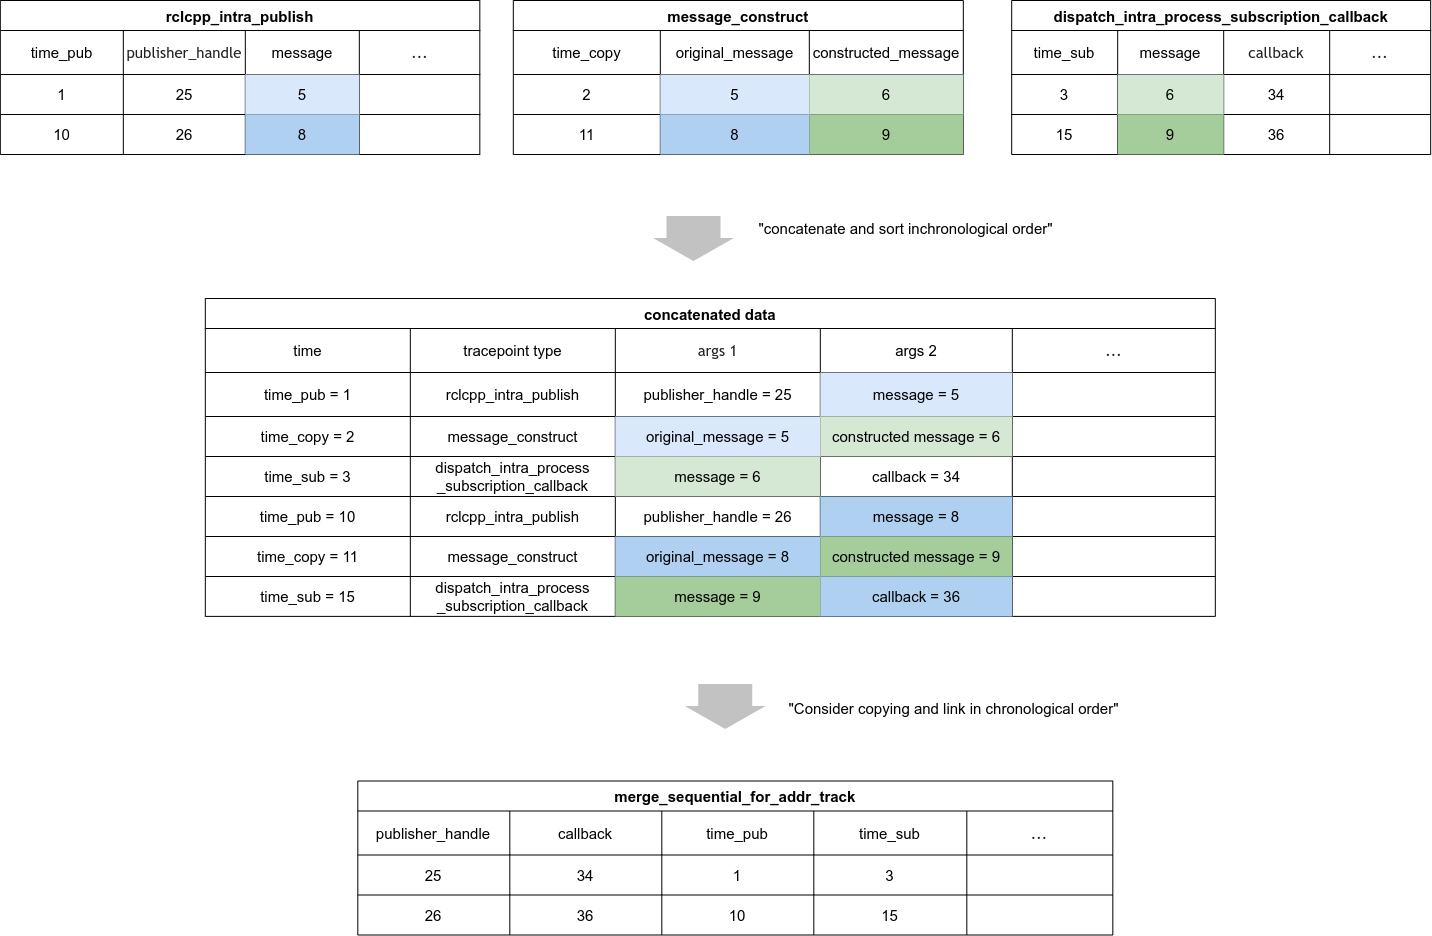 rclcpp_intra_publish
time_pub publisher_handle message ...
1 25 5
10 26 8
message_construct
time_copy original_message constructed_message
2 5 6
11 8 9
dispatch_intra_process_subscription_callback
time_sub message callback ...
3 6 34
15 9 36
"concatenate and sort inchronological order"
concatenated data
time tracepoint type args 1 args 2 ...
time_pub = 1 rclcpp_intra_publish publisher_handle = 25 message = 5
time_copy = 2 message_construct original_message = 5 constructed message = 6
time_sub = 3 dispatch_intra_process
_subscription_callback message = 6 callback = 34
time_pub = 10 rclcpp_intra_publish publisher_handle = 26 message = 8
time_copy = 11 message_construct original_message = 8 constructed message = 9
time_sub = 15 dispatch_intra_process
_subscription_callback message = 9 callback = 36
"Consider copying and link in chronological order"
merge_sequential_for_addr_track
publisher_handle callback time_pub time_sub ...
25 34 1 3
26 36 10 15